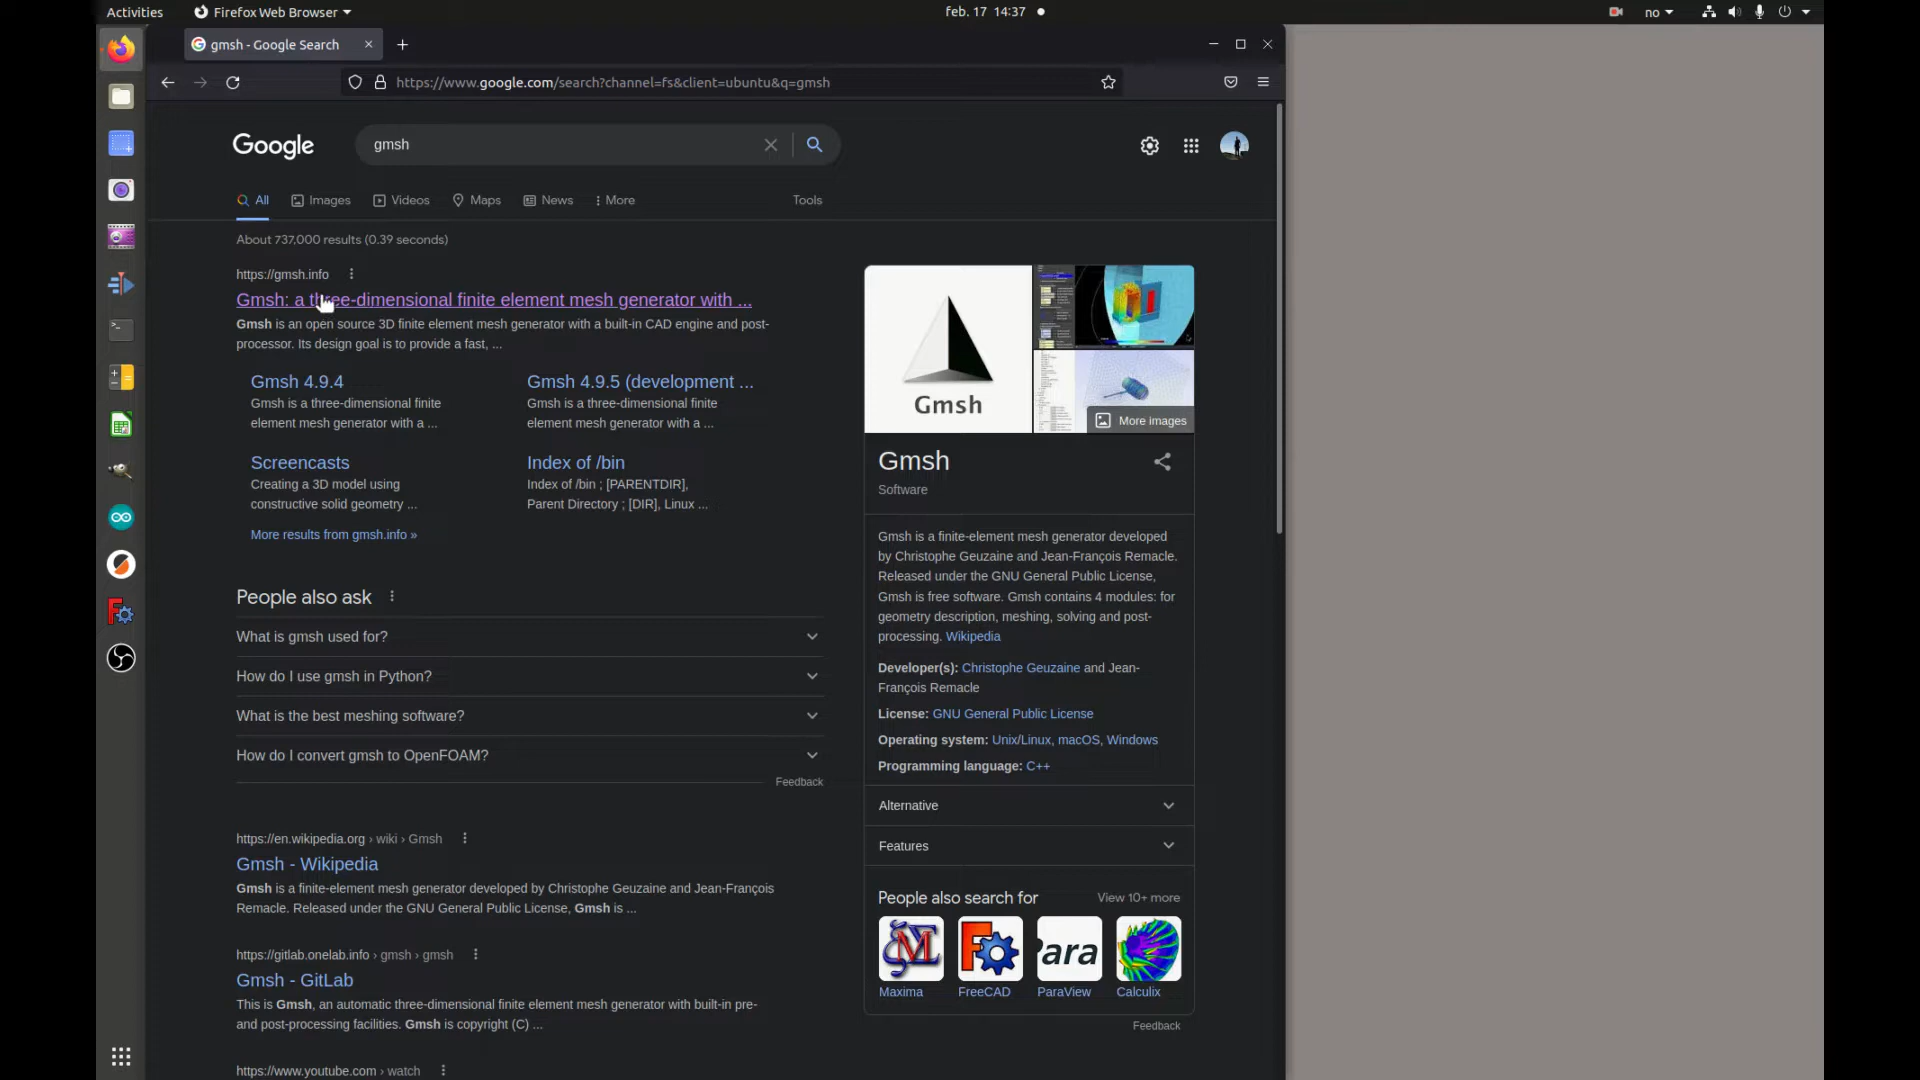 Activities
Firefox Web Browser
feb. 17 14:37
no
gmsh - Google Search
https://www.google.com/search?channel=fs&client=ubuntu&q=gmsh
Google
gmsh
All
Images
Videos
Maps
News
More
Tools
About 737,000 results (0.39 seconds)
https://gmsh.info
Gmsh: a three-dimensional finite element mesh generator with ...
Gmsh is an open source 3D finite element mesh generator with a built-in CAD engine and post-
processor. Its design goal is to provide a fast, ...
Gmsh 4.9.4
Gmsh is a three-dimensional finite
element mesh generator with a ...
Gmsh 4.9.5 (development ...
Gmsh is a three-dimensional finite
element mesh generator with a ...
Screencasts
Creating a 3D model using
constructive solid geometry ...
Index of /bin
Index of /bin ; [PARENTDIR],
Parent Directory ; [DIR], Linux ...
More results from gmsh.info »
People also ask
What is gmsh used for?
How do I use gmsh in Python?
What is the best meshing software?
How do I convert gmsh to OpenFOAM?
Feedback
https://en.wikipedia.org › wiki › Gmsh
Gmsh - Wikipedia
Gmsh is a finite-element mesh generator developed by Christophe Geuzaine and Jean-François
Remacle. Released under the GNU General Public License, Gmsh is ...
https://gitlab.onelab.info › gmsh › gmsh
Gmsh - GitLab
This is Gmsh, an automatic three-dimensional finite element mesh generator with built-in pre-
and post-processing facilities. Gmsh is copyright (C) ...
https://www.youtube.com › watch
Gmsh
More images
Gmsh
Software
Gmsh is a finite-element mesh generator developed
by Christophe Geuzaine and Jean-François Remacle.
Released under the GNU General Public License,
Gmsh is free software. Gmsh contains 4 modules: for
geometry description, meshing, solving and post-
processing. Wikipedia
Developer(s): Christophe Geuzaine and Jean-
François Remacle
License: GNU General Public License
Operating system: Unix/Linux, macOS, Windows
Programming language: C++
Alternative
Features
People also search for
View 10+ more
Para
Maxima
FreeCAD
ParaView
Calculix
Feedback